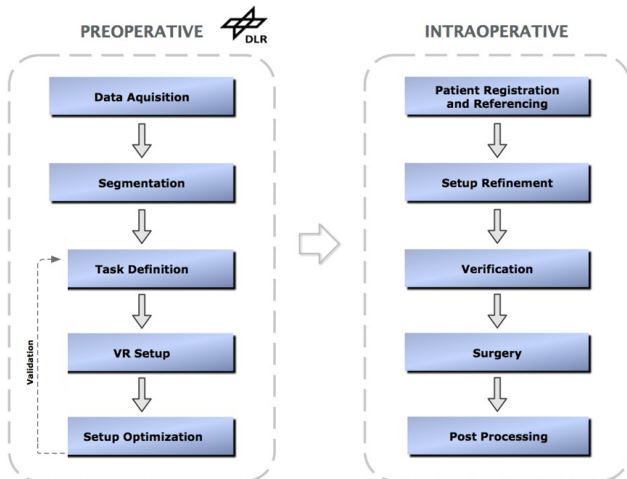 PREOPERATIVE
DLR
Data Aquisition
Segmentation
Task Definition
VR Setup
Setup Optimization
Validation
INTRAOPERATIVE
Patient Registration
and Referencing
Setup Refinement
Verification
Surgery
Post Processing